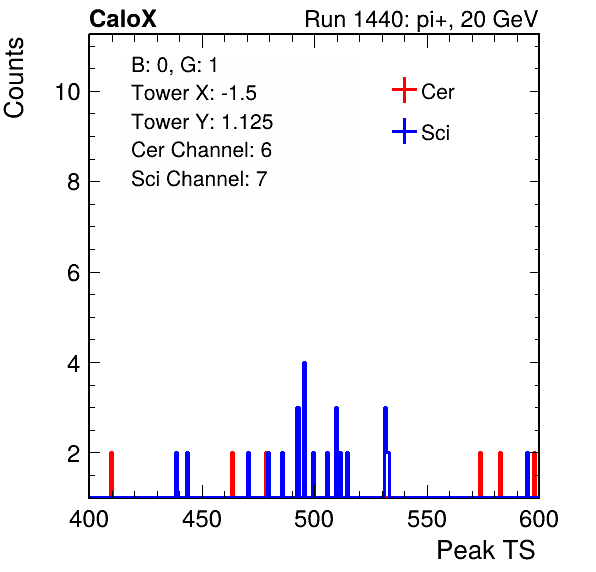 CaloX Run 1440: pi+, 20 GeV
Counts
B: 0, G: 1
Tower X: -1.5
Tower Y: 1.125
Cer Channel: 6
Sci Channel: 7
Cer
Sci
10
8
6
4
2
400 450 500 550 600
Peak TS